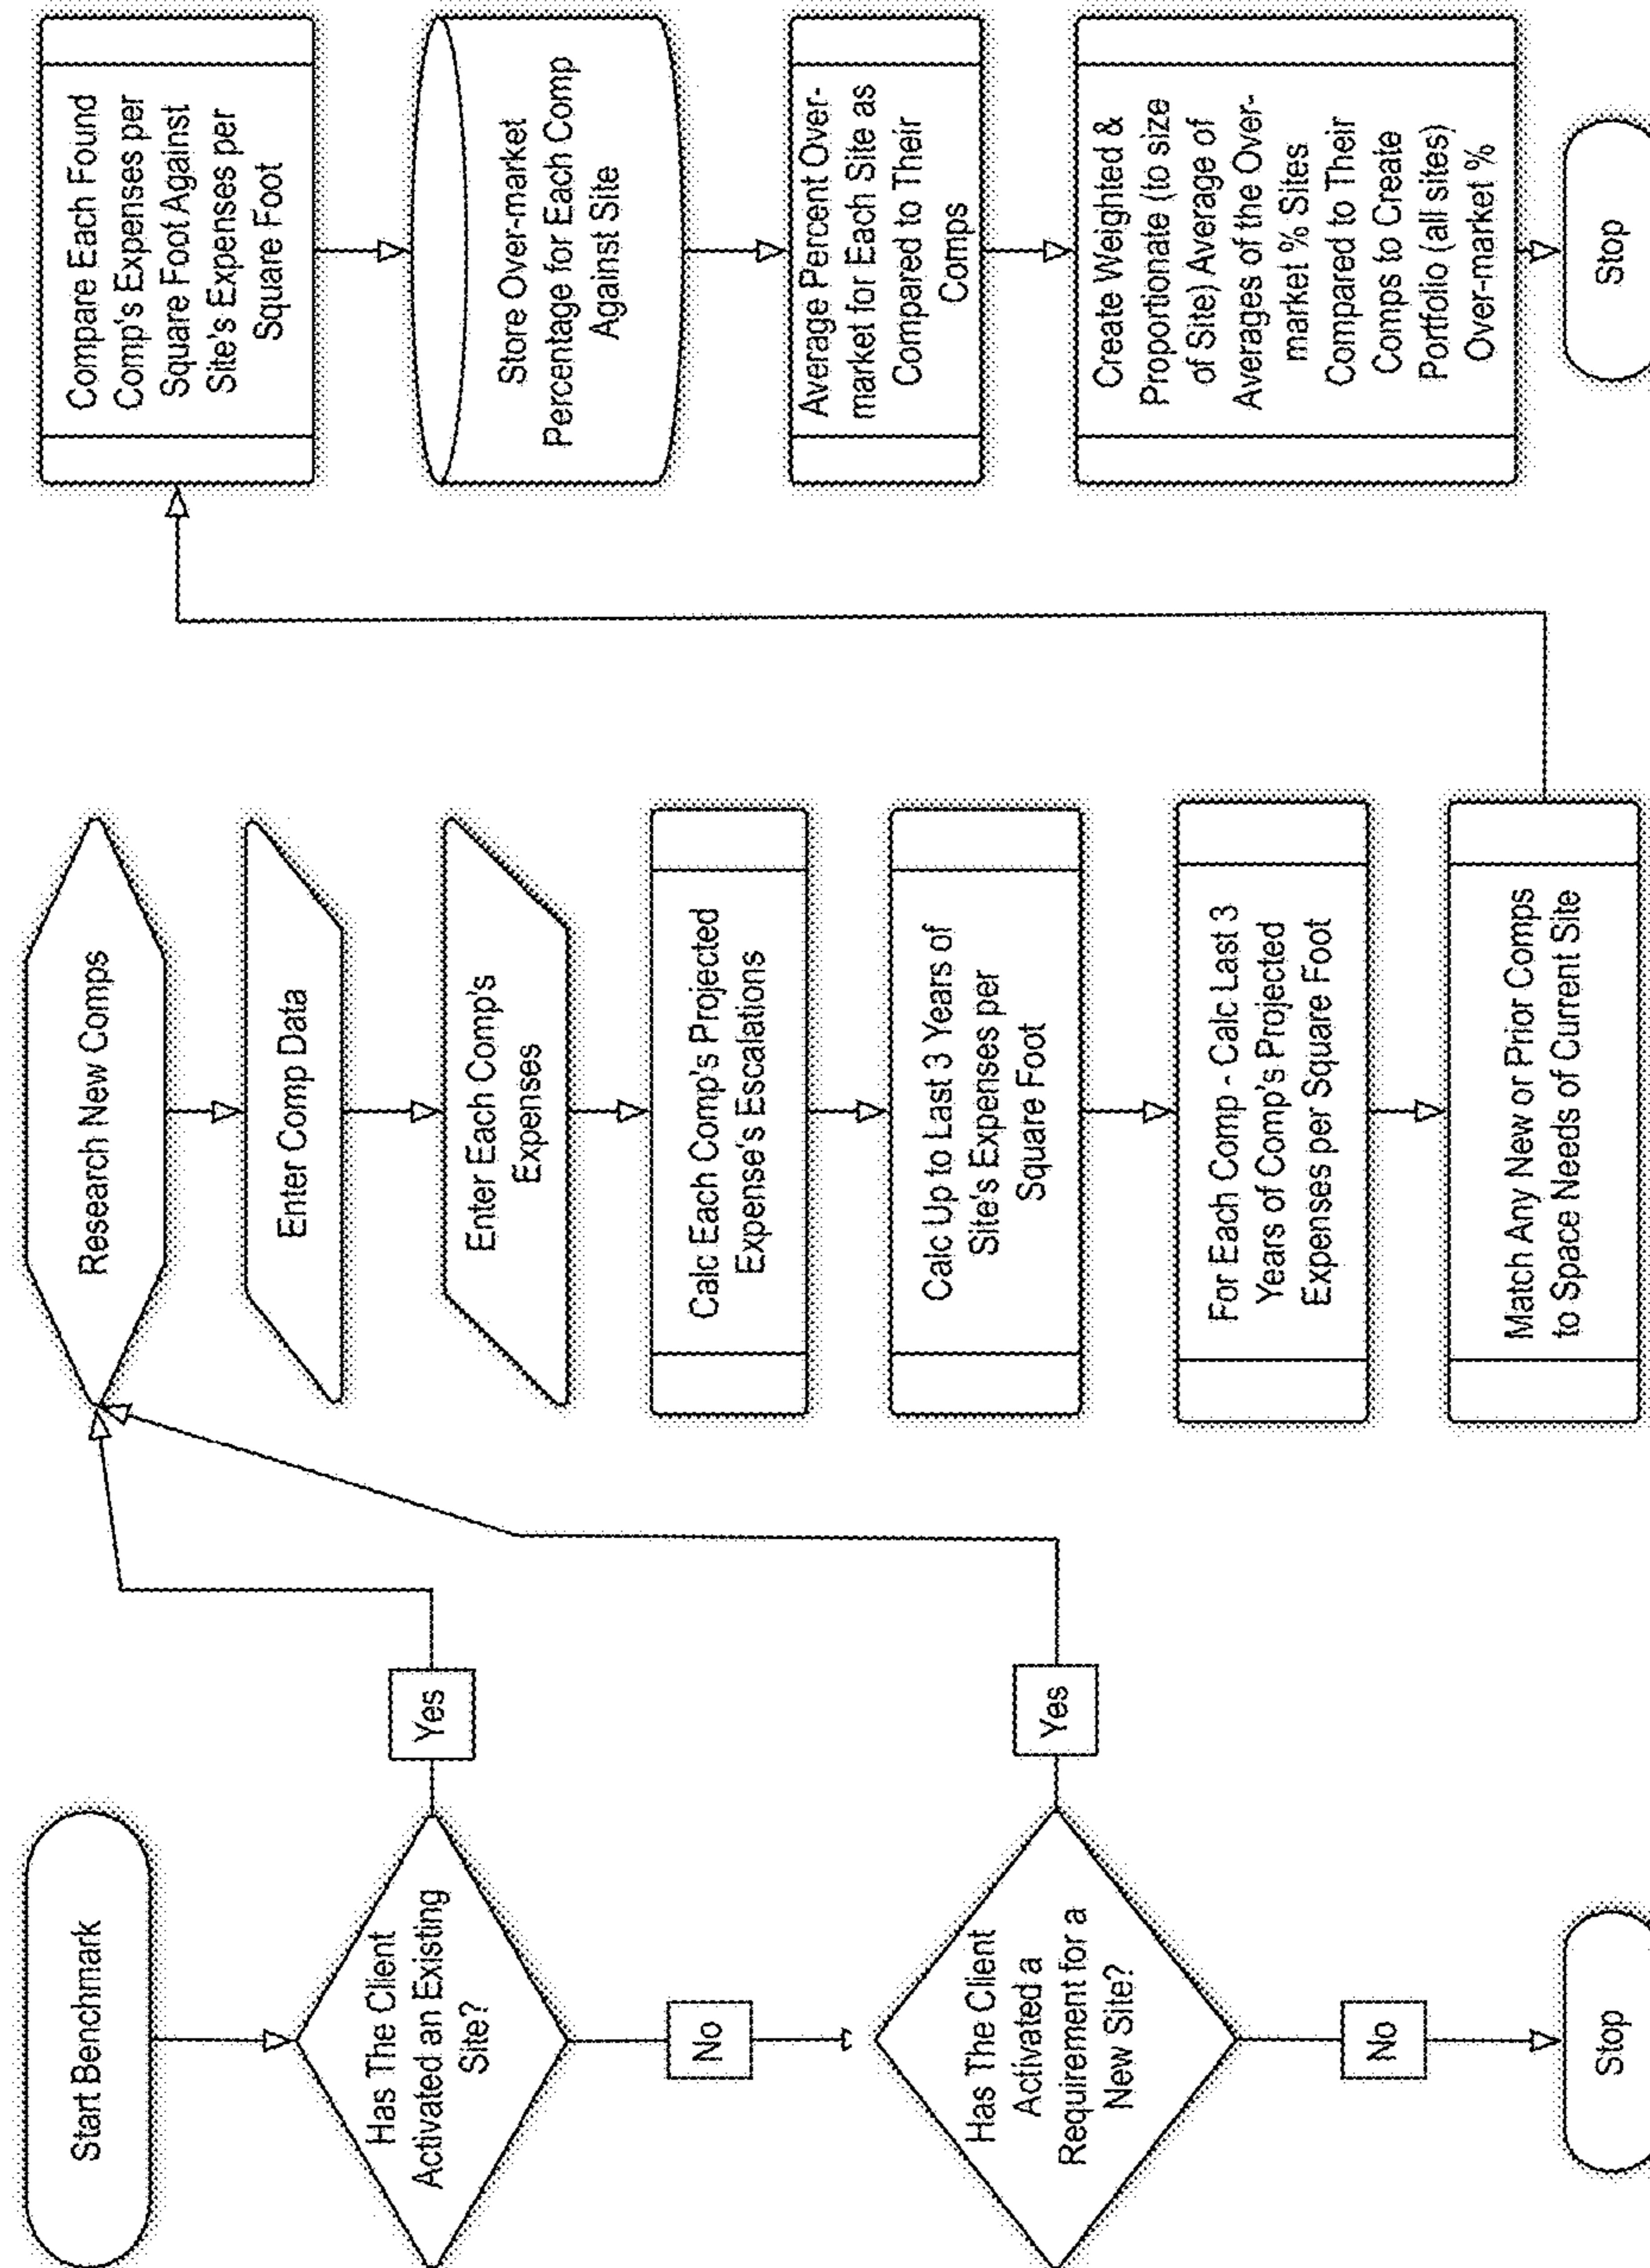 Start Benchmark
Has The Client
Activated an Existing
Site?
Yes
No
Has The Client
Activated a
Requirement for a
New Site?
Yes
No
Stop
Research New Comps
Enter Comp Data
Enter Each Comp's
Expenses
Calc Each Comp's Projected
Expense's Escalations
Calc Up to Last 3 Years of
Site's Expenses per
Square Foot
For Each Comp - Calc Last 3
Years of Comp's Projected
Expenses per Square Foot
Match Any New or Prior Comps
to Space Needs of Current Site
Compare Each Found
Comp's Expenses per
Square Foot Against
Site's Expenses per
Square Foot
Store Over-market
Percentage for Each Comp
Against Site
Average Percent Over-
market for Each Site as
Compared to Their
Comps
Create Weighted &
Proportionate (to size
of Site) Average of
Averages of the Over-
market % Sites
Compared to Their
Comps to Create
Portfolio (all sites)
Over-market %
Stop